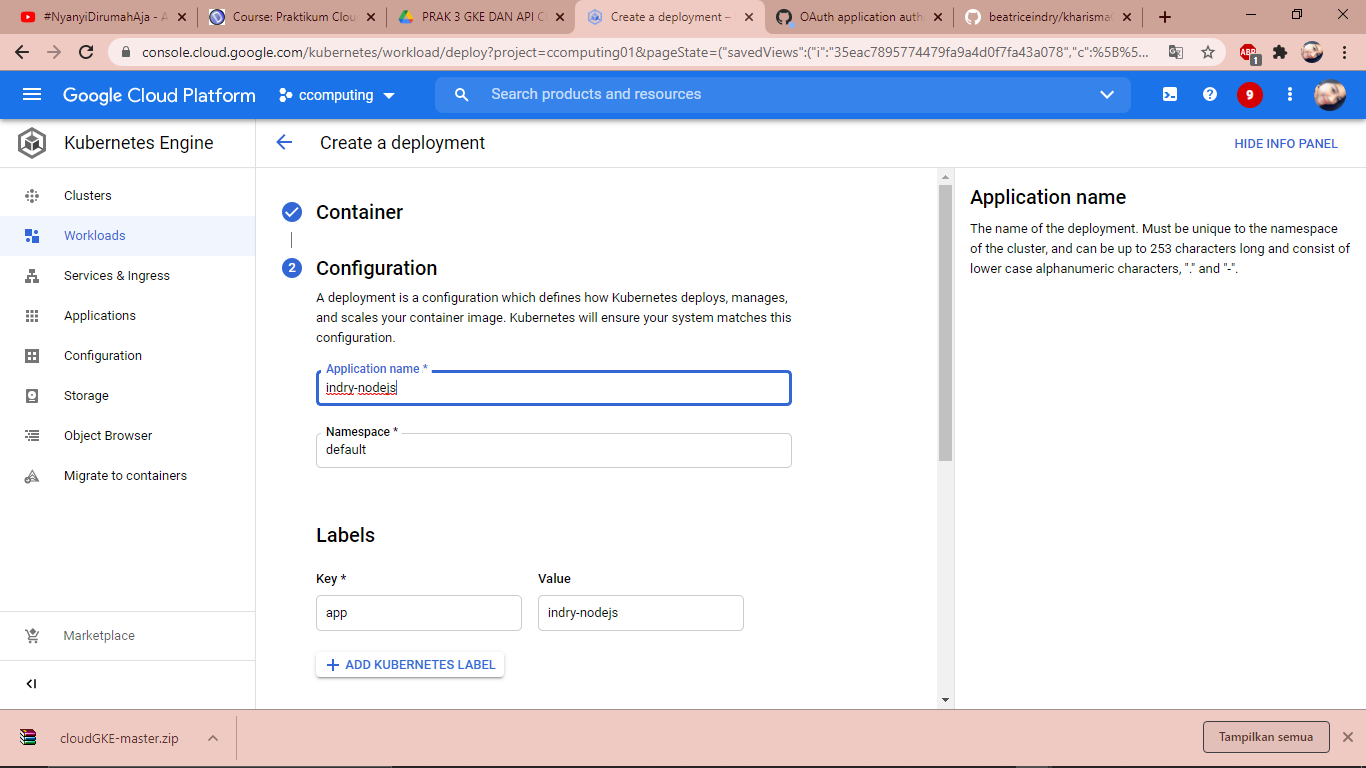 #NyanyiDirumahAja - A
Course: Praktikum Clou
PRAK 3 GKE DAN API C
Create a deployment –
OAuth application auth
beatriceindry/kharisma
console.cloud.google.com/kubernetes/workload/deploy?project=ccomputing01&pageState=("savedViews":("i":"35eac7895774479fa9a4d0f7fa43a078","c":%5B%5...
ABP
1
Google Cloud Platform
ccomputing
Search products and resources
9
Kubernetes Engine
Create a deployment
HIDE INFO PANEL
Clusters
Workloads
Services & Ingress
Applications
Configuration
Storage
Object Browser
Migrate to containers
Marketplace
Container
2
Configuration
A deployment is a configuration which defines how Kubernetes deploys, manages,
and scales your container image. Kubernetes will ensure your system matches this
configuration.
Application name *
indry-nodejs
Namespace *
default
Labels
Key *
Value
app
indry-nodejs
ADD KUBERNETES LABEL
Application name
The name of the deployment. Must be unique to the namespace
of the cluster, and can be up to 253 characters long and consist of
lower case alphanumeric characters, "." and "-".
cloudGKE-master.zip
Tampilkan semua